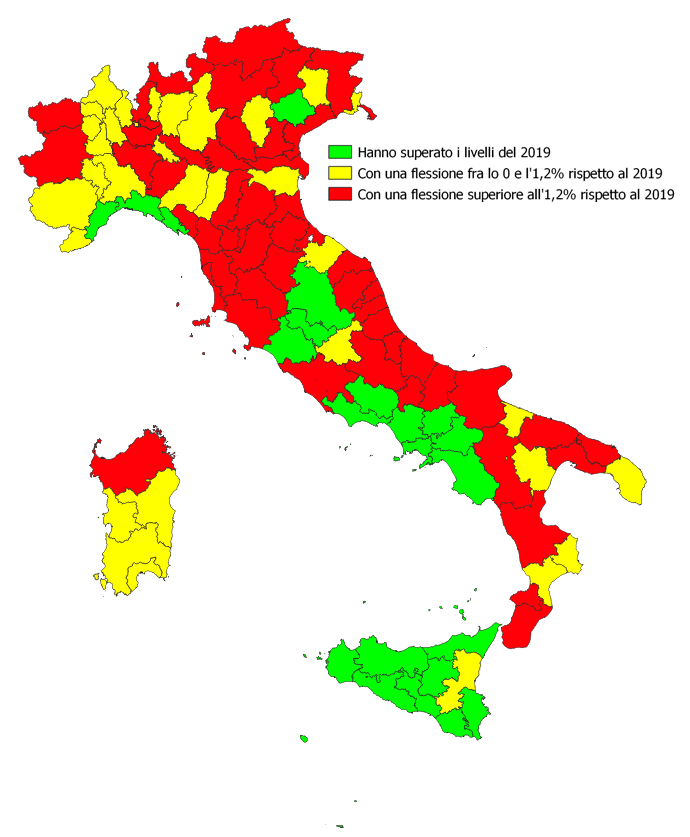 Hanno superato i livelli del 2019
Con una flessione fra lo 0 e l'1,2% rispetto al 2019
Con una flessione superiore all'1,2% rispetto al 2019